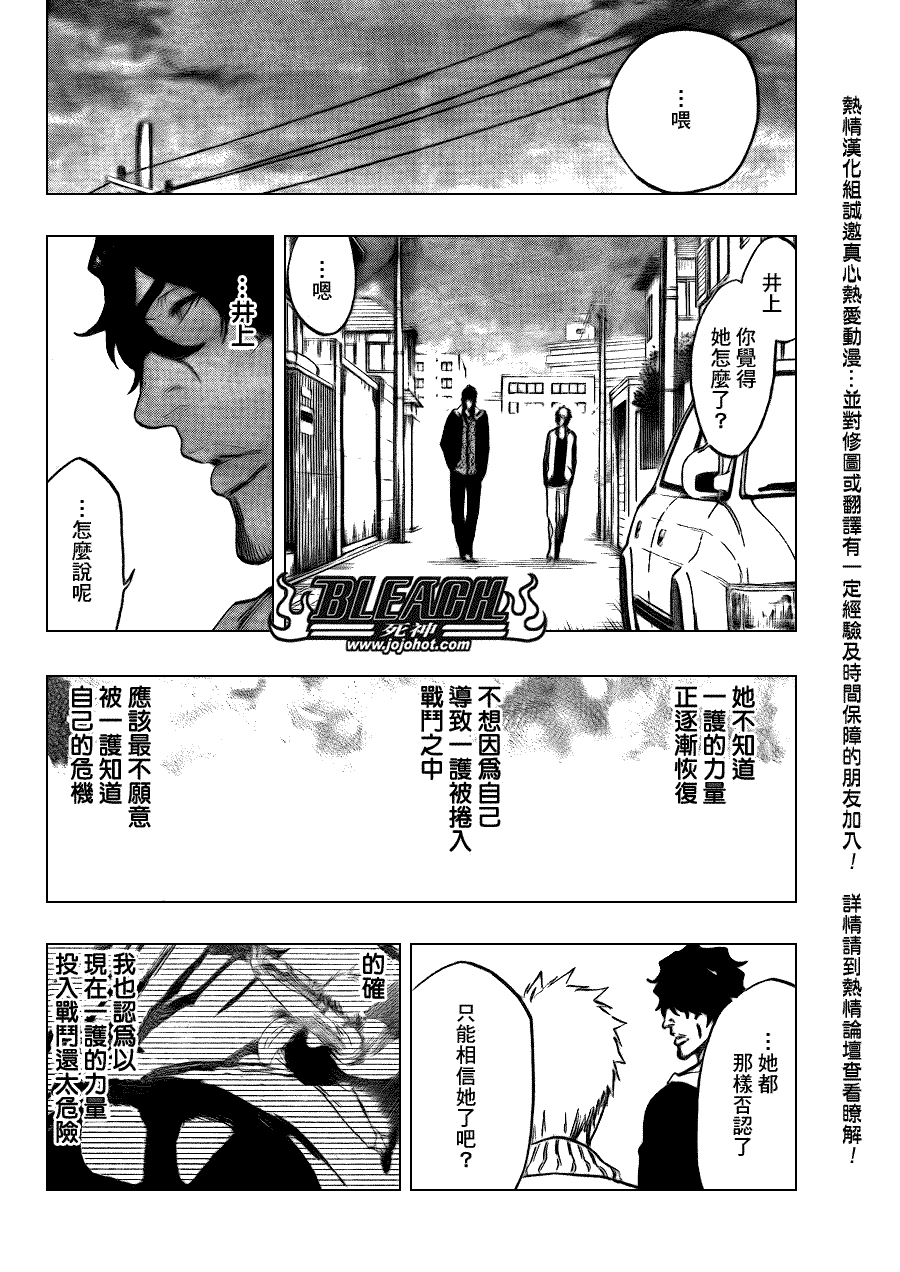 …喂
井上
你覺得
她怎麼了？
…嗯
…井上
…怎麼說呢
BLEACH
死神
www.jojohot.com
她不知道
一護的力量
正逐漸恢復
不想因爲自己
導致一護被捲入
戰鬥之中
應該最不願意
被一護知道
自己的危機
…她都
那樣否認了
只能相信她了吧？
的確
我也認爲以
現在一護的力量
投入戰鬥還太危險
熱情漢化組誠邀真心熱愛動漫…並對修圖或翻譯有一定經驗及時間保障的朋友加入！ 詳情請到熱情論壇查看瞭解！